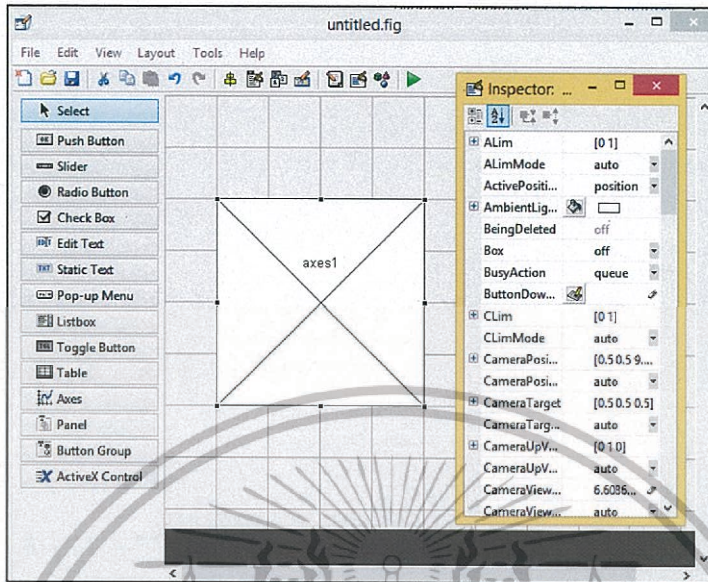 untitled.fig
File Edit View Layout Tools Help
Select
Push Button
Slider
Radio Button
Check Box
Edit Text
Static Text
Pop-up Menu
Listbox
Toggle Button
Table
Axes
Panel
Button Group
ActiveX Control
axes1
Inspector: ...
ALim [0 1]
ALimMode auto
ActivePositi... position
AmbientLig...
BeingDeleted off
Box off
BusyAction queue
ButtonDow...
CLim [0 1]
CLimMode auto
CameraPosi... [0.5 0.5 9....
CameraPosi... auto
CameraTarget [0.5 0.5 0.5]
CameraTarg... auto
CameraUpV... [0 1 0]
CameraUpV... auto
CameraView... 6.6086...
CameraView... auto